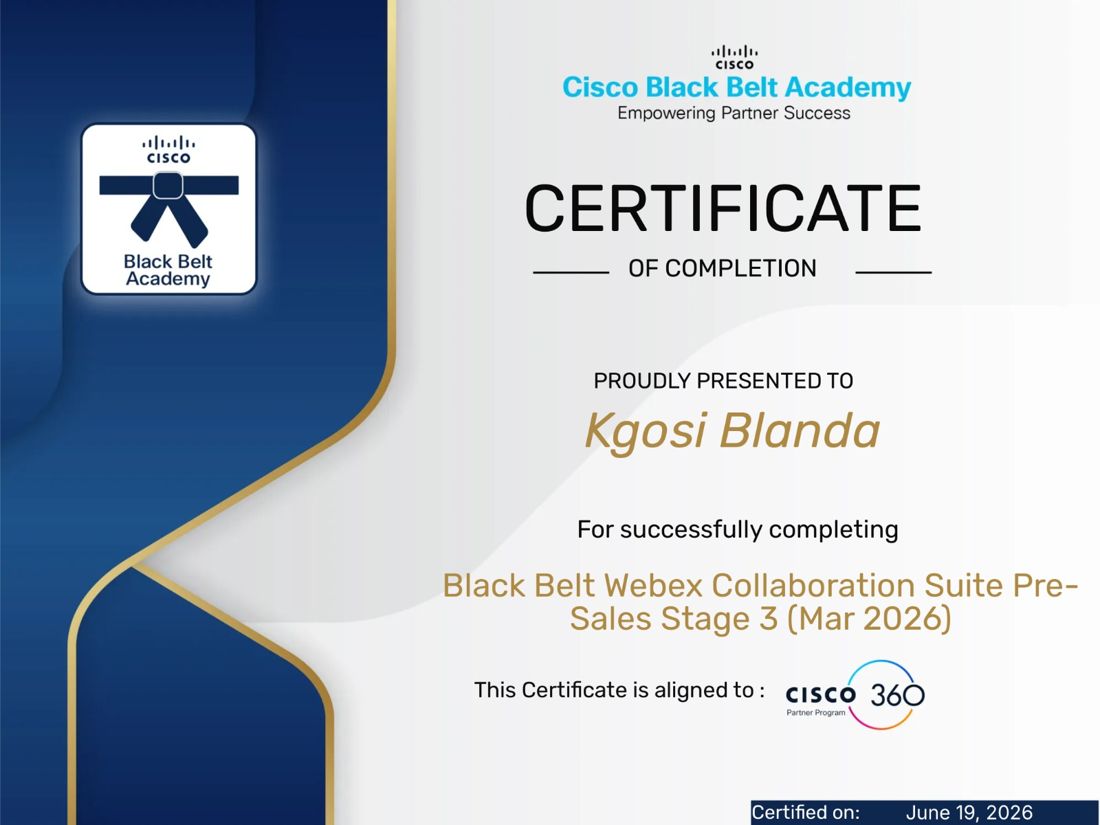 CISCO
Black Belt
Academy
CISCO
Cisco Black Belt Academy
Empowering Partner Success
CERTIFICATE
OF COMPLETION
PROUDLY PRESENTED TO
Kgosi Blanda
For successfully completing
Black Belt Webex Collaboration Suite Pre-
Sales Stage 3 (Mar 2026)
This Certificate is aligned to :
CISCO 360
Partner Program
Certified on: June 19, 2026